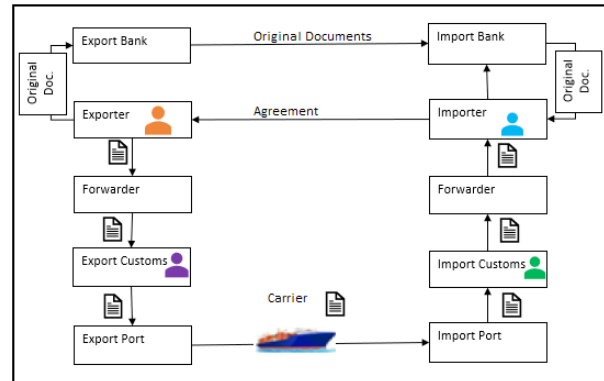 Export Bank
Original Documents
Import Bank
Original
Doc.
Original
Doc.
Exporter
Agreement
Importer
Forwarder
Forwarder
Export Customs
Import Customs
Carrier
Export Port
Import Port